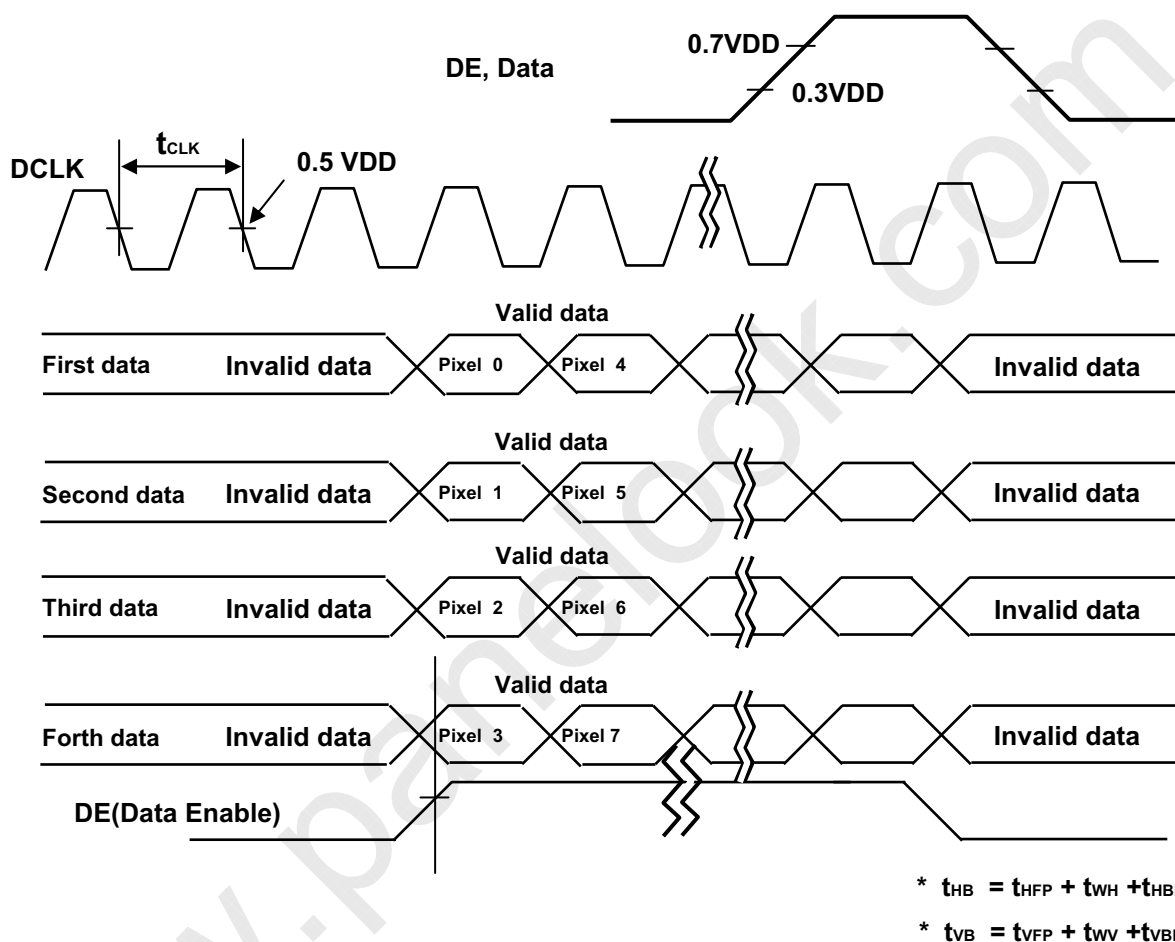 DE, Data
0.7VDD
0.3VDD
DCLK
tCLK
0.5 VDD
Valid data
First data
Invalid data
Pixel 0
Pixel 4
Invalid data
Valid data
Second data
Invalid data
Pixel 1
Pixel 5
Invalid data
Valid data
Third data
Invalid data
Pixel 2
Pixel 6
Invalid data
Valid data
Forth data
Invalid data
Pixel 3
Pixel 7
Invalid data
DE(Data Enable)
* tHB = tHFP + tWH +tHB
* tVB = tVFP + tWV +
www.panelook.com